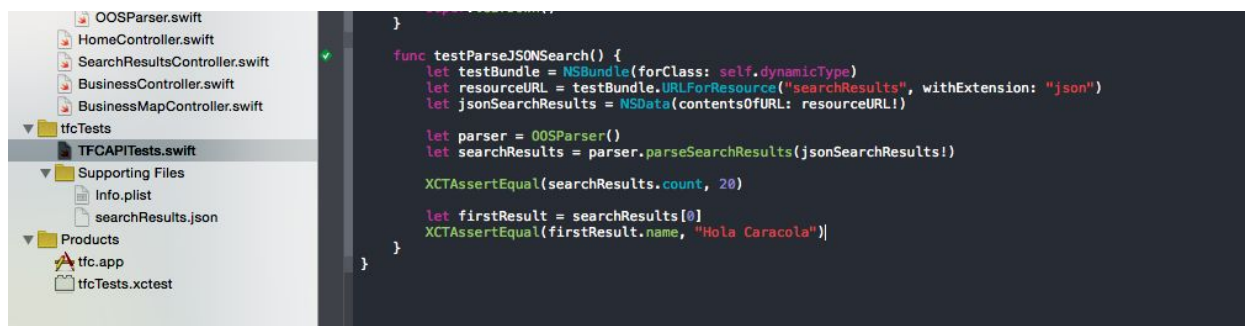 OOSParser.swift
HomeController.swift
SearchResultsController.swift
BusinessController.swift
BusinessMapController.swift
tfcTests
TFCAPITests.swift
Supporting Files
Info.plist
searchResults.json
Products
tfc.app
tfcTests.xctest
}
func testParseJSONSearch() {
let testBundle = NSBundle(forClass: self.dynamicType)
let resourceURL = testBundle.URLForResource("searchResults", withExtension: "json")
let jsonSearchResults = NSData(contentsOfURL: resourceURL!)
let parser = OOSParser()
let searchResults = parser.parseSearchResults(jsonSearchResults!)
XCTAssertEqual(searchResults.count, 20)
let firstResult = searchResults[0]
XCTAssertEqual(firstResult.name, "Hola Caracola")
}
}